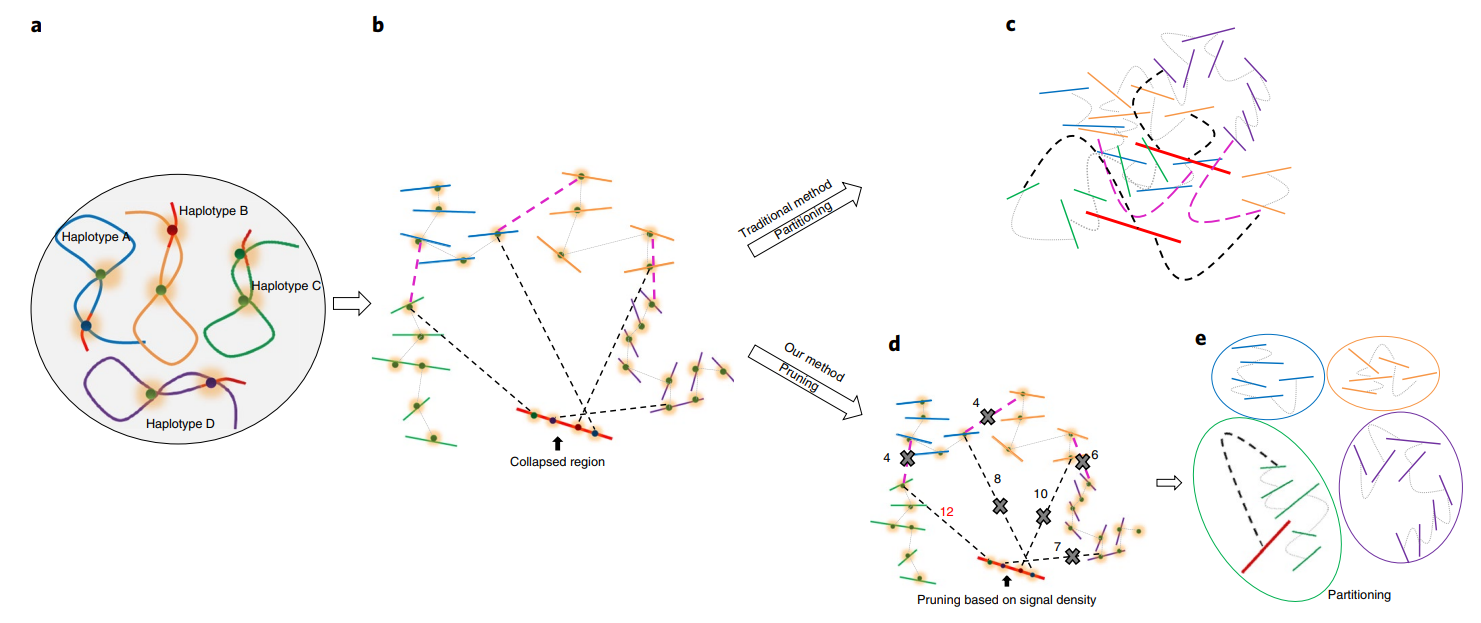 a
Haplotype A
Haplotype B
Haplotype C
Haplotype D
b
Collapsed region
Traditional method
Partitioning
Our method
Pruning
c
d
4
4
6
8
10
12
7
Pruning based on signal density
e
Partitioning